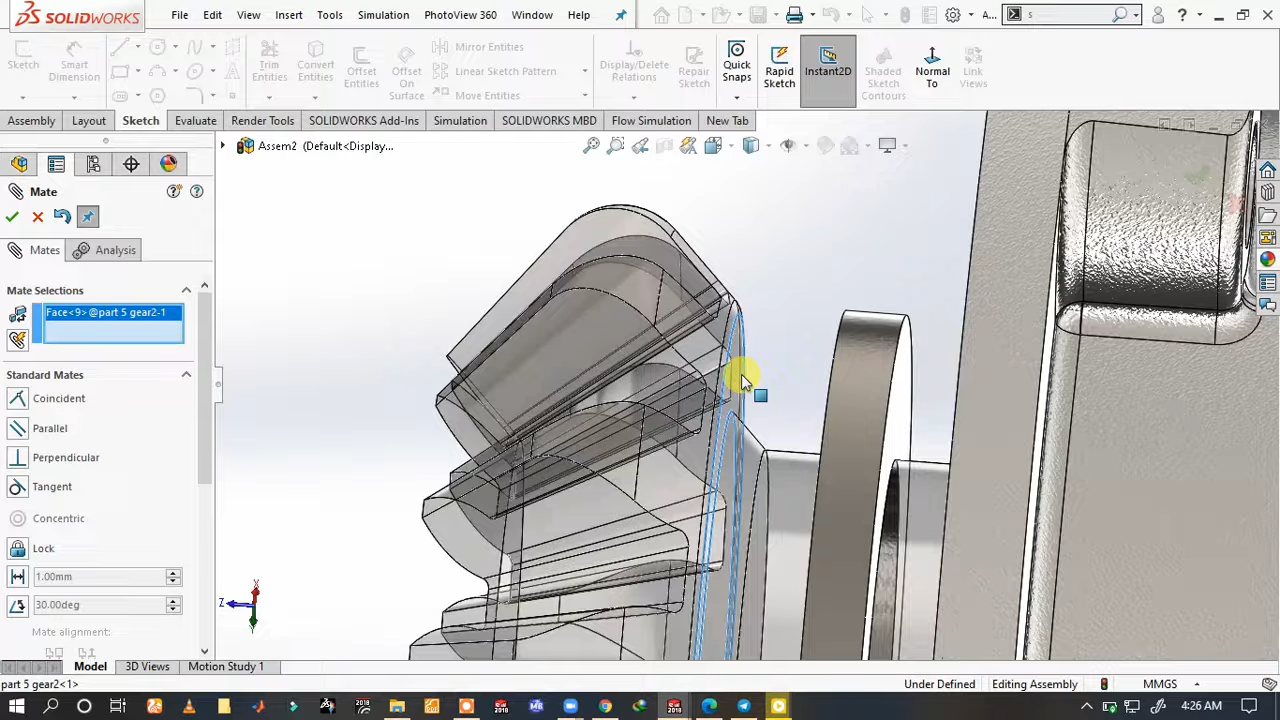 SOLIDWORKS
File Edit View Insert Tools Simulation PhotoView 360 Window Help
A...
s
Sketch
Smart Dimension
Trim Entities
Convert Entities
Offset Entities
Offset On Surface
Mirror Entities
Linear Sketch Pattern
Move Entities
Display/Delete Relations
Repair Sketch
Quick Snaps
Rapid Sketch
Instant2D
Shaded Sketch Contours
Normal To
Link Views
Assembly Layout Sketch Evaluate Render Tools SOLIDWORKS Add-Ins Simulation SOLIDWORKS MBD Flow Simulation New Tab
Assem2 (Default<Display...
Mate
Mates Analysis
Mate Selections
Face<9>@part 5 gear2-1
Standard Mates
Coincident
Parallel
Perpendicular
Tangent
Concentric
Lock
1.00mm
30.00deg
Mate alignment:
X
Z
Y
Model 3D Views Motion Study 1
part 5 gear2<1>
Under Defined Editing Assembly MMGS
4:26 AM